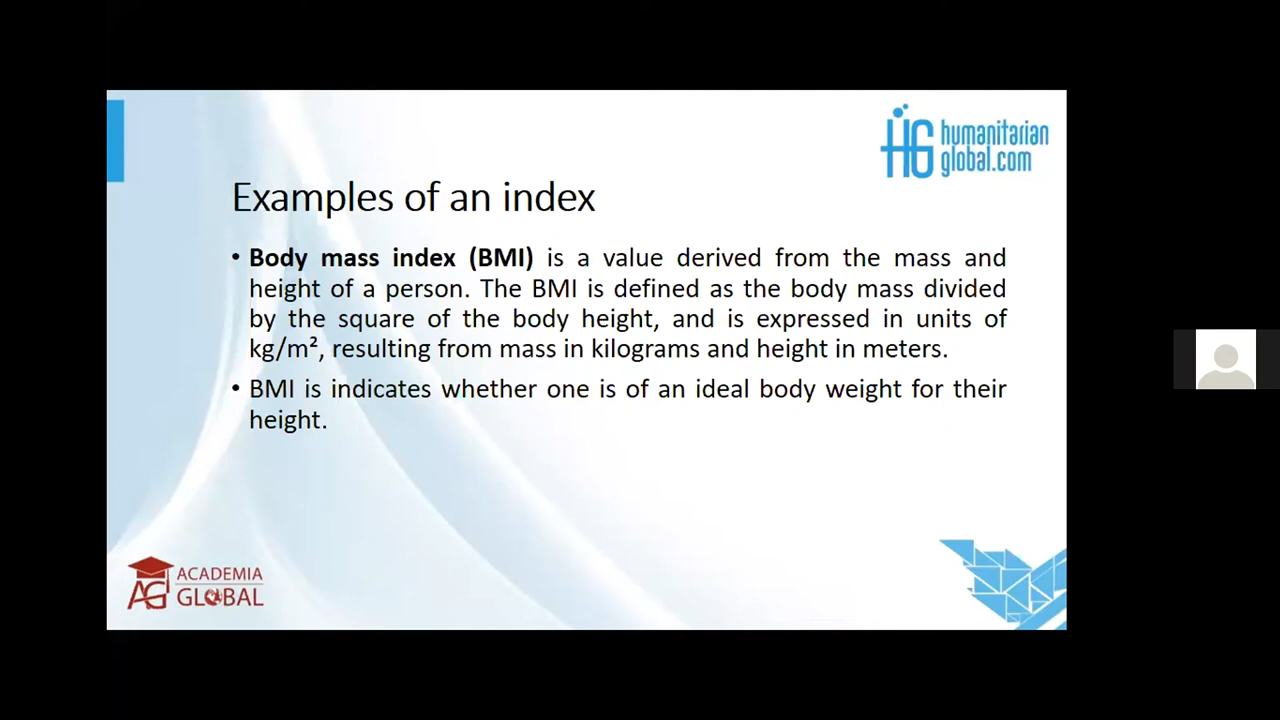 humanitarian
global.com
Examples of an index
• Body mass index (BMI) is a value derived from the mass and
height of a person. The BMI is defined as the body mass divided
by the square of the body height, and is expressed in units of
kg/m², resulting from mass in kilograms and height in meters.
• BMI is indicates whether one is of an ideal body weight for their
height.
ACADEMIA
GLOBAL